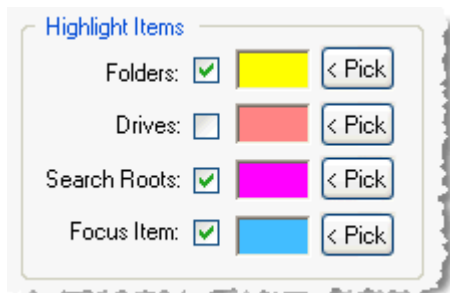 Highlight Items
Folders: < Pick
Drives: < Pick
Search Roots: < Pick
Focus Item: < Pick